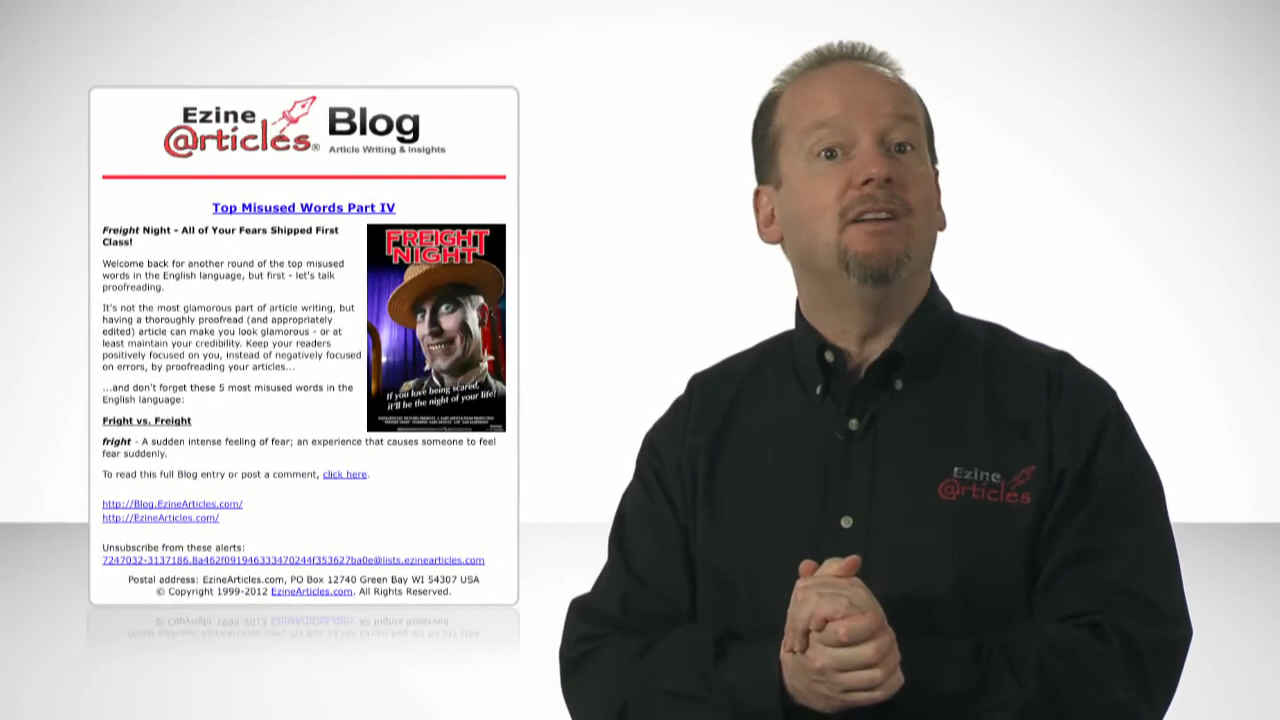 Ezine
@rticles®
Blog
Article Writing & Insights
Top Misused Words Part IV
Freight Night - All of Your Fears Shipped First
Class!
Welcome back for another round of the top misused
words in the English language, but first - let's talk
proofreading.
It's not the most glamorous part of article writing, but
having a thoroughly proofread (and appropriately
edited) article can make you look glamorous - or at
least maintain your credibility. Keep your readers
positively focused on you, instead of negatively focused
on errors, by proofreading your articles...
...and don't forget these 5 most misused words in the
English language:
FREIGHT
NIGHT
If you love being scared,
it'll be the night of your life!
Fright vs. Freight
fright - A sudden intense feeling of fear; an experience that causes someone to feel
fear suddenly.
To read this full Blog entry or post a comment, click here.
http://Blog.EzineArticles.com/
http://EzineArticles.com/
Unsubscribe from these alerts:
Postal address: EzineArticles.com, PO Box 12740 Green Bay WI 54307 USA
© Copyright 1999-2012 EzineArticles.com. All Rights Reserved.
Ezine
@rticles